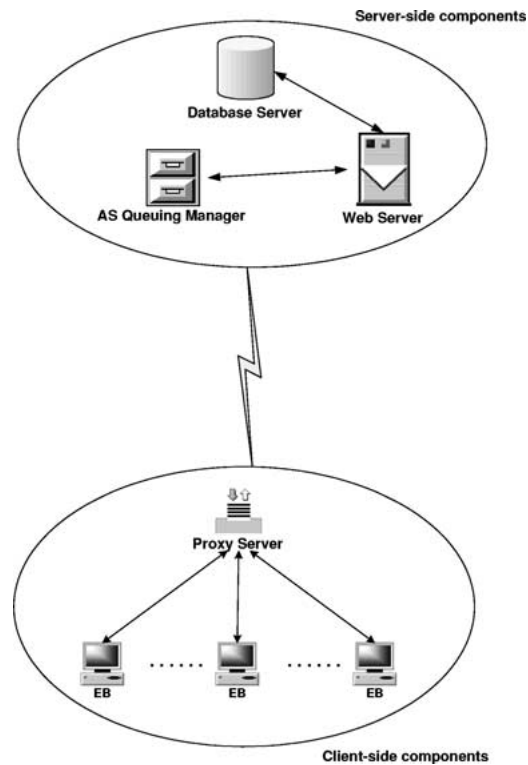 Server-side components
Database Server
AS Queuing Manager
Web Server
Proxy Server
EB
EB
EB
Client-side components